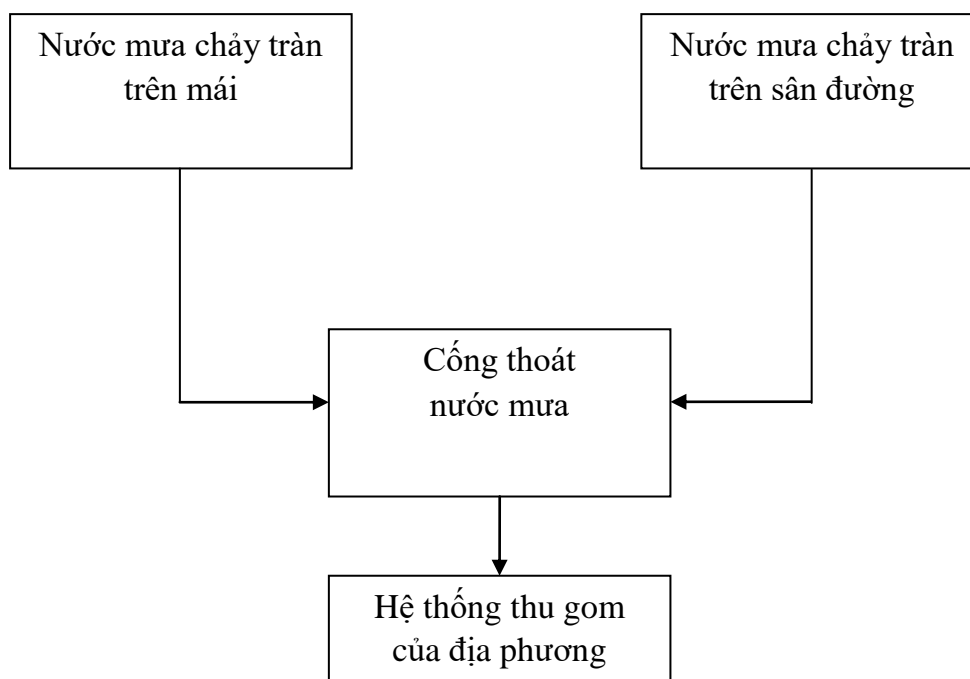 Nước mưa chảy tràn
trên mái
Nước mưa chảy tràn
trên sân đường
Cống thoát
nước mưa
Hệ thống thu gom
của địa phương